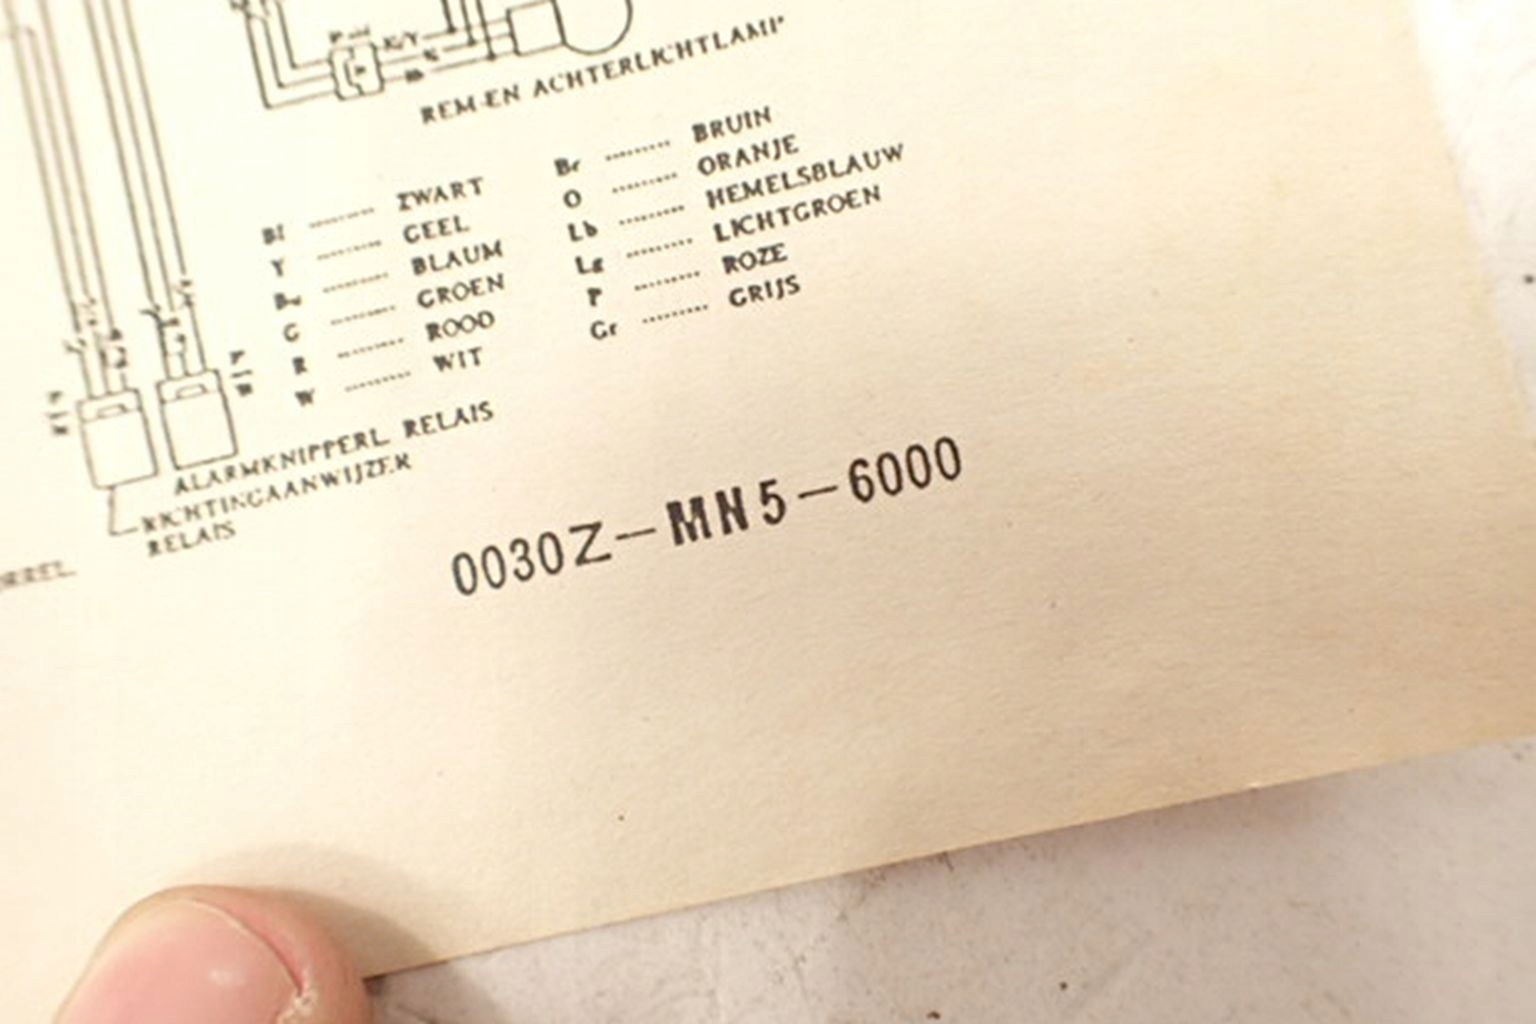 REM-EN ACHTERLICHTLAMP
Bl ......... ZWART
Y ......... GEEL
Bu ......... BLAUM
G ......... GROEN
R ......... ROOD
W ......... WIT
Br ......... BRUIN
O ......... ORANJE
Lb ......... HEMELSBLAUW
Lg ......... LICHTGROEN
P ......... ROZE
Gr ......... GRIJS
ALARMKNIPPERL RELAIS
RICHTINGAANWIJZER
RELAIS
0030Z-MN5-6000